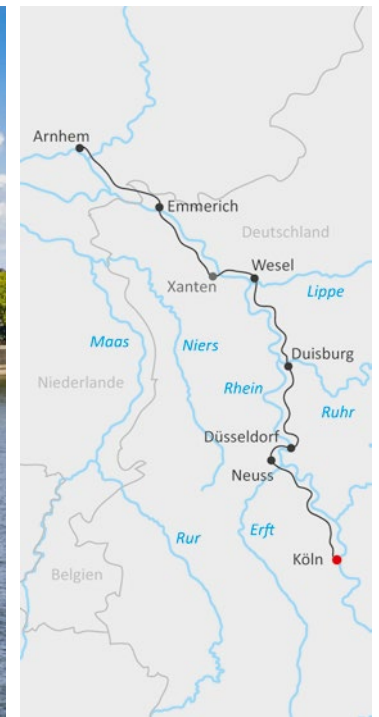 Arnhem
Emmerich
Deutschland
Wesel
Xanten
Lippe
Maas
Niers
Duisburg
Niederlande
Rhein
Ruhr
Düsseldorf
Neuss
Rur
Erft
Köln
Belgien